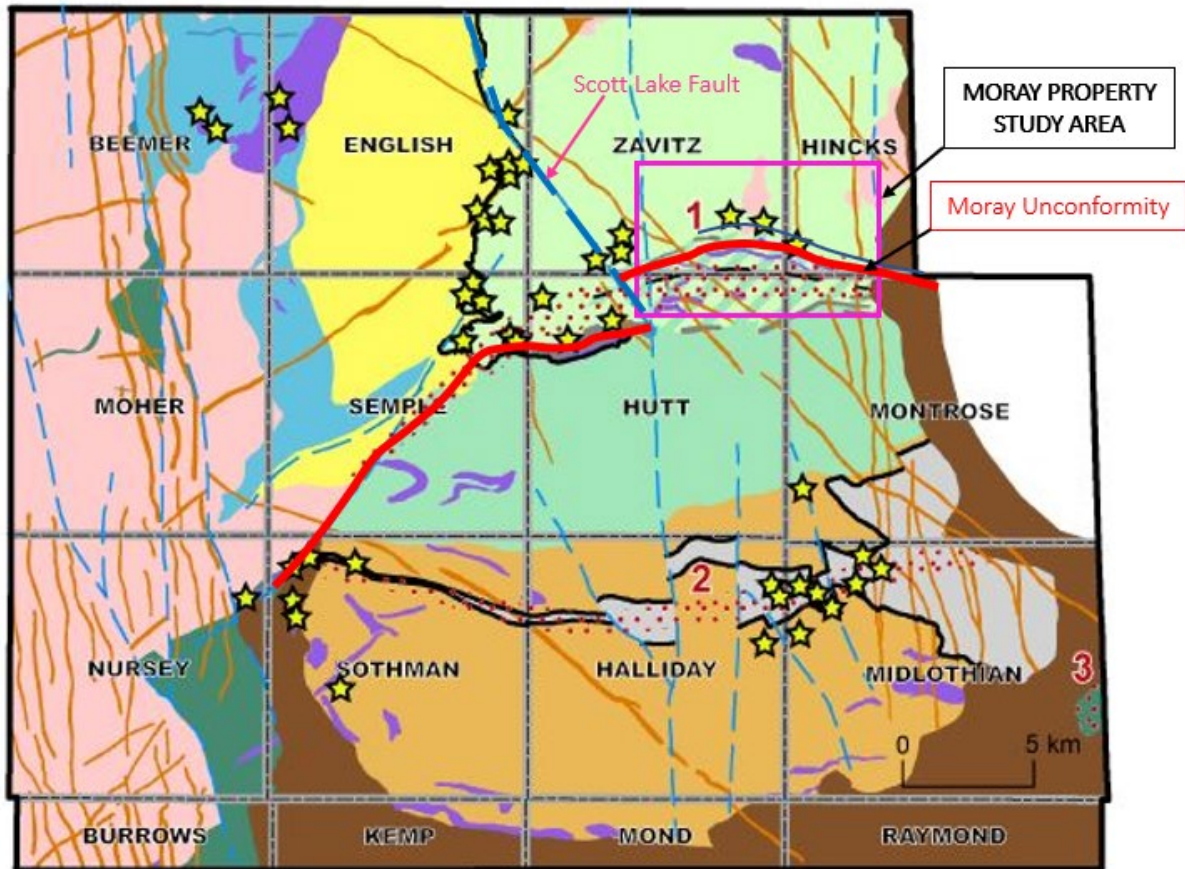 Scott Lake Fault
MORAY PROPERTY
STUDY AREA
BEEMER
ENGLISH
ZAVITZ
HINCKS
1
Moray Unconformity
MOHER
SEMPLE
HUTT
MONTROSE
2
NURSEY
SOTHMAN
HALLIDAY
MIDLOTHIAN
3
0 5 km
BURROWS
KEMP
MOND
RAYMOND